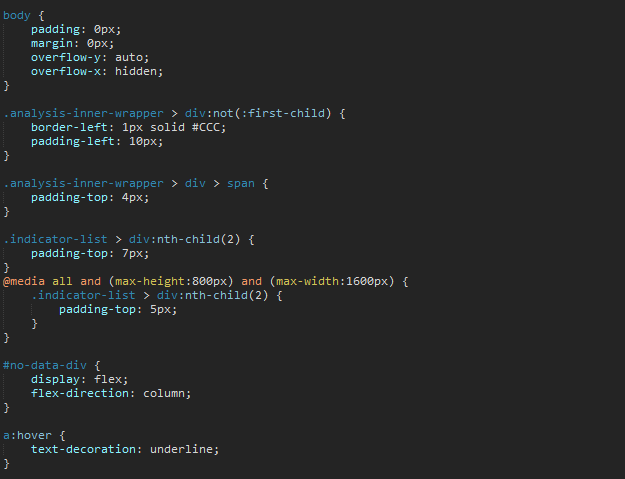 body {
    padding: 0px;
    margin: 0px;
    overflow-y: auto;
    overflow-x: hidden;
}

.analysis-inner-wrapper > div:not(:first-child) {
    border-left: 1px solid #CCC;
    padding-left: 10px;
}

.analysis-inner-wrapper > div > span {
    padding-top: 4px;
}

.indicator-list > div:nth-child(2) {
    padding-top: 7px;
}
@media all and (max-height:800px) and (max-width:1600px) {
    .indicator-list > div:nth-child(2) {
        padding-top: 5px;
    }
}

#no-data-div {
    display: flex;
    flex-direction: column;
}

a:hover {
    text-decoration: underline;
}